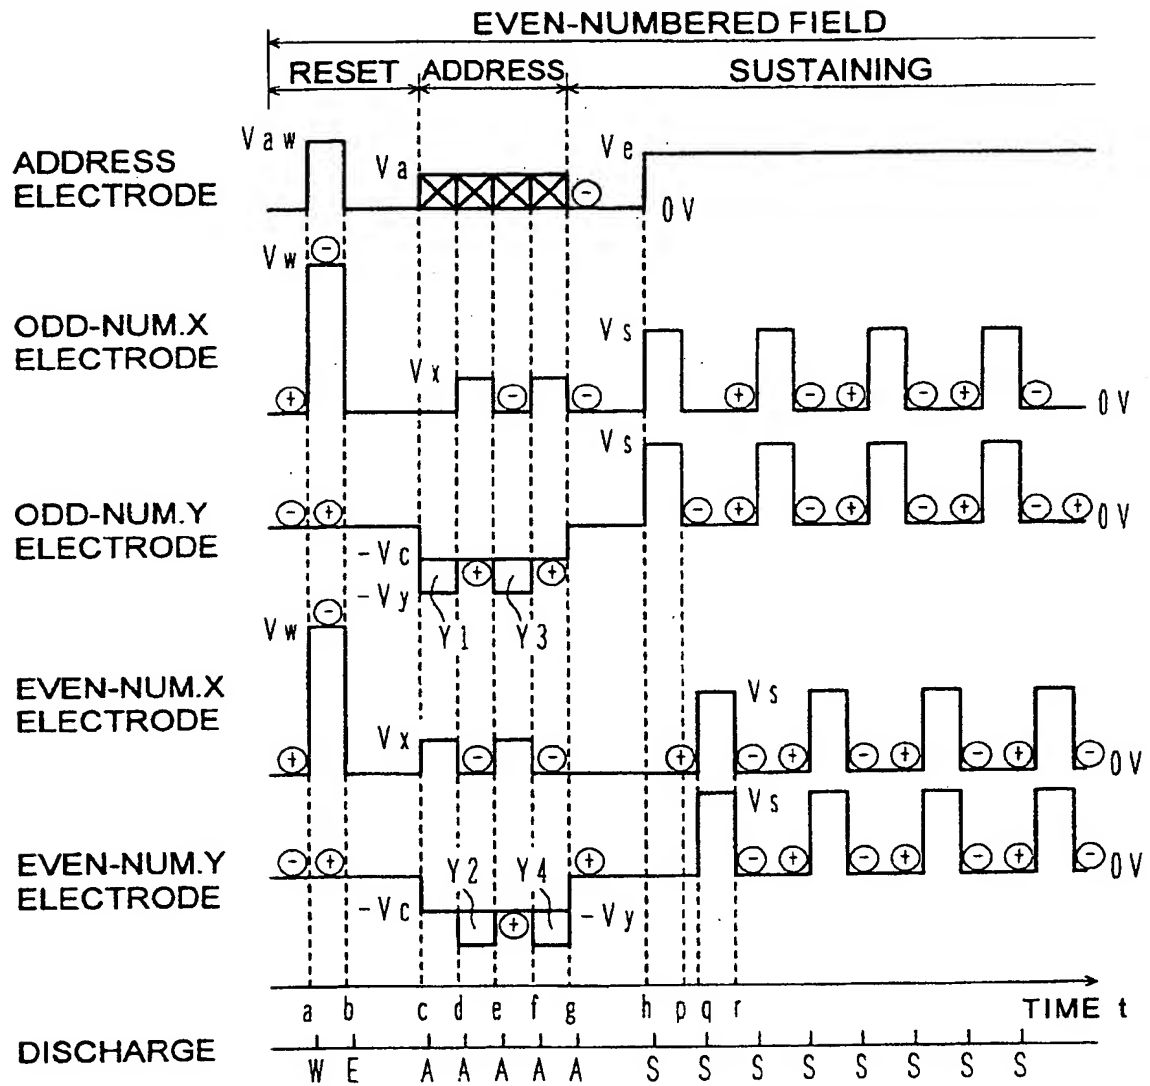 EVEN-NUMBERED FIELD
RESET ADDRESS SUSTAINING
Vaw
Va
Ve
ADDRESS
ELECTRODE
⊖
0V
⊖
Vw
ODD-NUM.X
ELECTRODE
Vs
Vx
⊕ ⊖ ⊖ ⊕ ⊖ ⊕ ⊖ ⊕ ⊖ 0V
Vs
ODD-NUM.Y
ELECTRODE
⊖ ⊕ ⊖ ⊕ ⊖ ⊕ ⊖ ⊕ ⊖ ⊕ 0V
-Vc
⊕ ⊕
-Vy
Y1 Y3
⊖
Vw
EVEN-NUM.X
ELECTRODE
Vs
Vx
⊕ ⊖ ⊖ ⊕ ⊖ ⊕ ⊖ ⊕ ⊖ ⊕ ⊖ 0V
Vs
EVEN-NUM.Y
ELECTRODE
⊖ ⊕ ⊕ ⊖ ⊕ ⊖ ⊕ ⊖ ⊕ ⊖ 0V
Y2 Y4
-Vc ⊕ -Vy
a b c d e f g h p q r TIME t
DISCHARGE
W E A A A A A S S S S S S S S